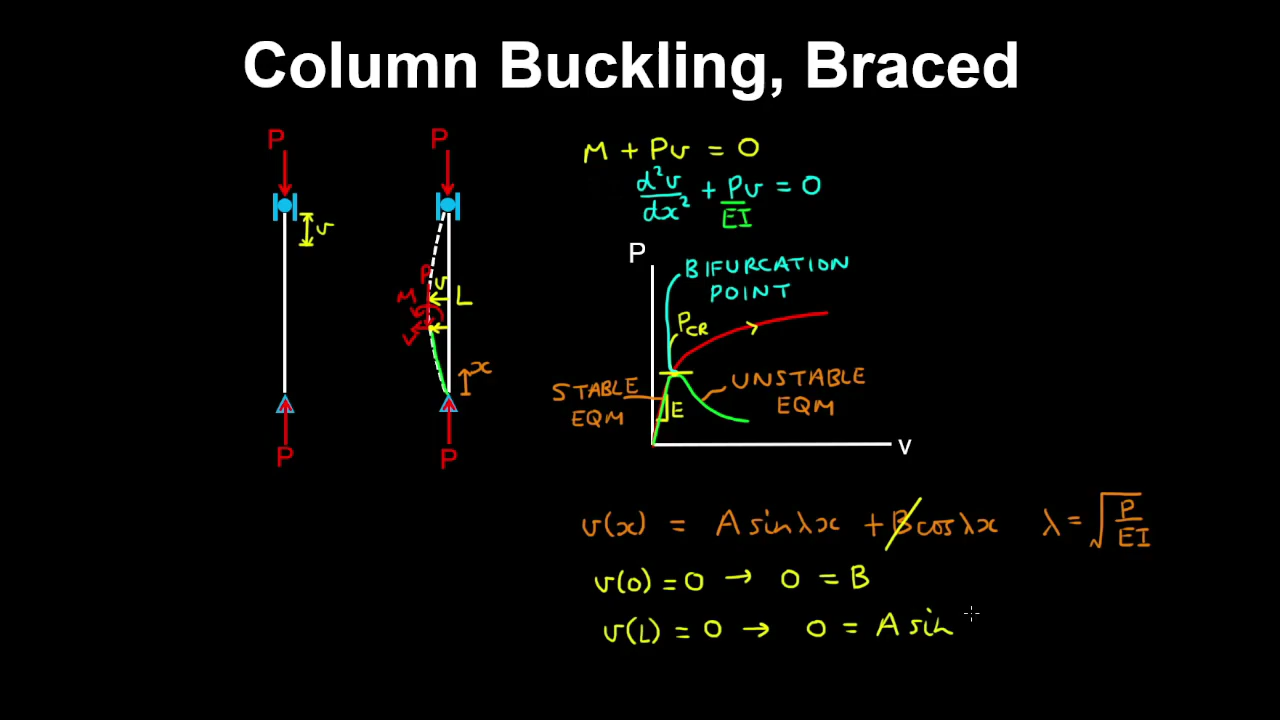 Column Buckling, Braced
P
P
v
P
P
P
v
L
M
V
x
P
P
M + Pv = 0
d²v/dx² + Pv/EI = 0
P
BIFURCATION
POINT
P_CR
STABLE
EQM
E
UNSTABLE
EQM
v
v(x) = A sin λx + B cos λx λ = √(P/EI)
v(0) = 0 → 0 = B
v(L) = 0 → 0 = A sin